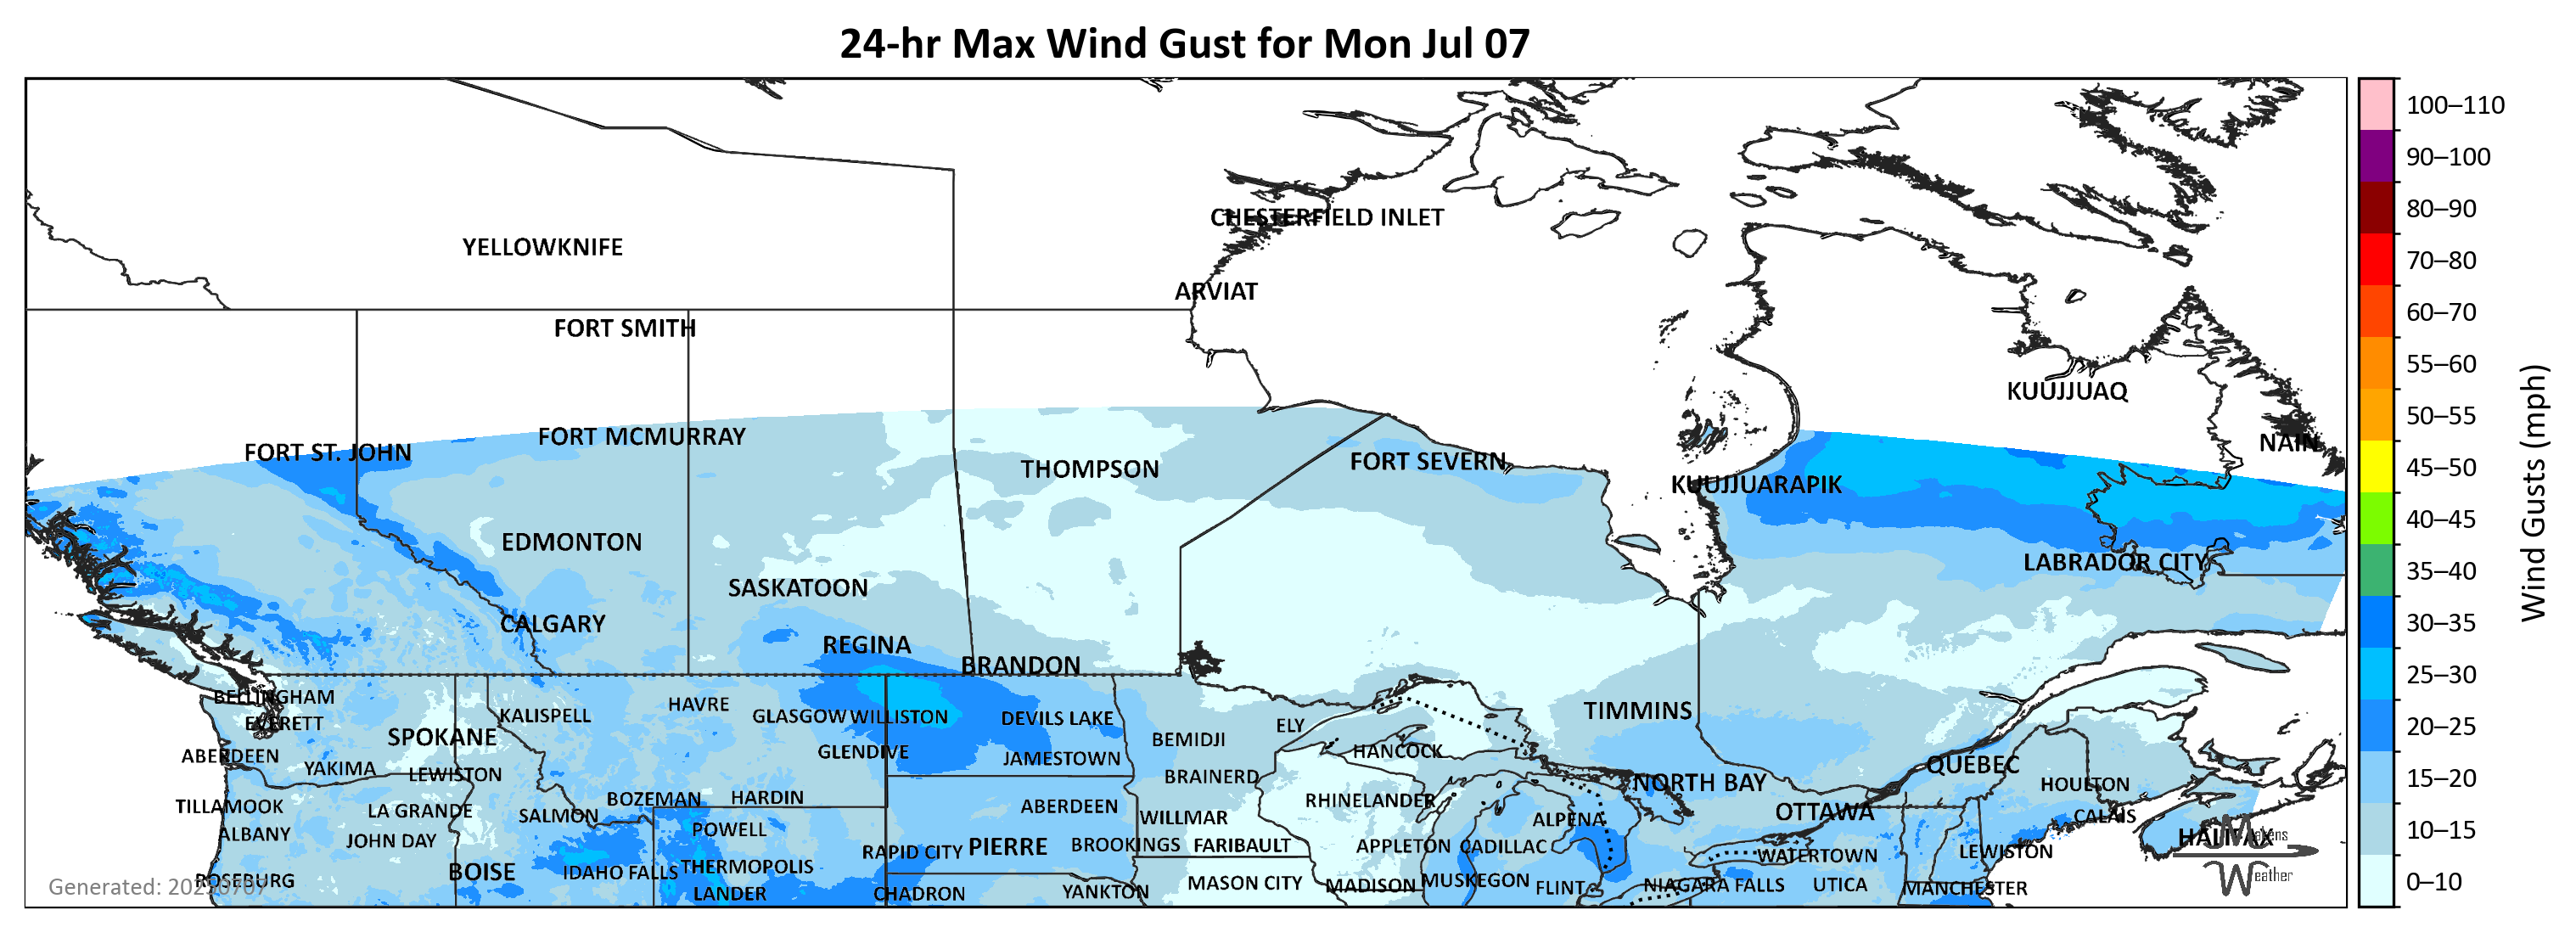 24-hr Max Wind Gust for Mon Jul 07
100–110
90–100
80–90
70–80
60–70
55–60
50–55
45–50
40–45
35–40
30–35
25–30
20–25
15–20
10–15
0–10
Wind Gusts (mph)
CHESTERFIELD INLET
YELLOWKNIFE
ARVIAT
FORT SMITH
KUUJJUAQ
FORT MCMURRAY
NAIN
FORT ST. JOHN
FORT SEVERN
THOMPSON
KUUJJUARAPIK
EDMONTON
LABRADOR CITY
SASKATOON
CALGARY
REGINA
BRANDON
BELLINGHAM
HAVRE
TIMMINS
KALISPELL
GLASGOW WILLISTON
DEVILS LAKE
EVERETT
ELY
SPOKANE
BEMIDJI
GLENDIVE
HANCOCK
ABERDEEN
JAMESTOWN
QUEBEC
YAKIMA
LEWISTON
BRAINERD
NORTH BAY
HOULTON
BOZEMAN
HARDIN
RHINELANDER
TILLAMOOK
LA GRANDE
SALMON
ABERDEEN
WILLMAR
ALPENA
OTTAWA
CALAIS
ALBANY
JOHN DAY
POWELL
HALIFAX
Makens
Weather
RAPID CITY
PIERRE
BROOKINGS
FARIBAULT
APPLETON
CADILLAC
WATERTOWN
LEWISTON
BOISE
IDAHO FALLS
THERMOPOLIS
ROSEBURG
LANDER
CHADRON
YANKTON
MASON CITY
MADISON
MUSKEGON
FLINT
NIAGARA FALLS
UTICA
MANCHESTER
Generated: 20250707